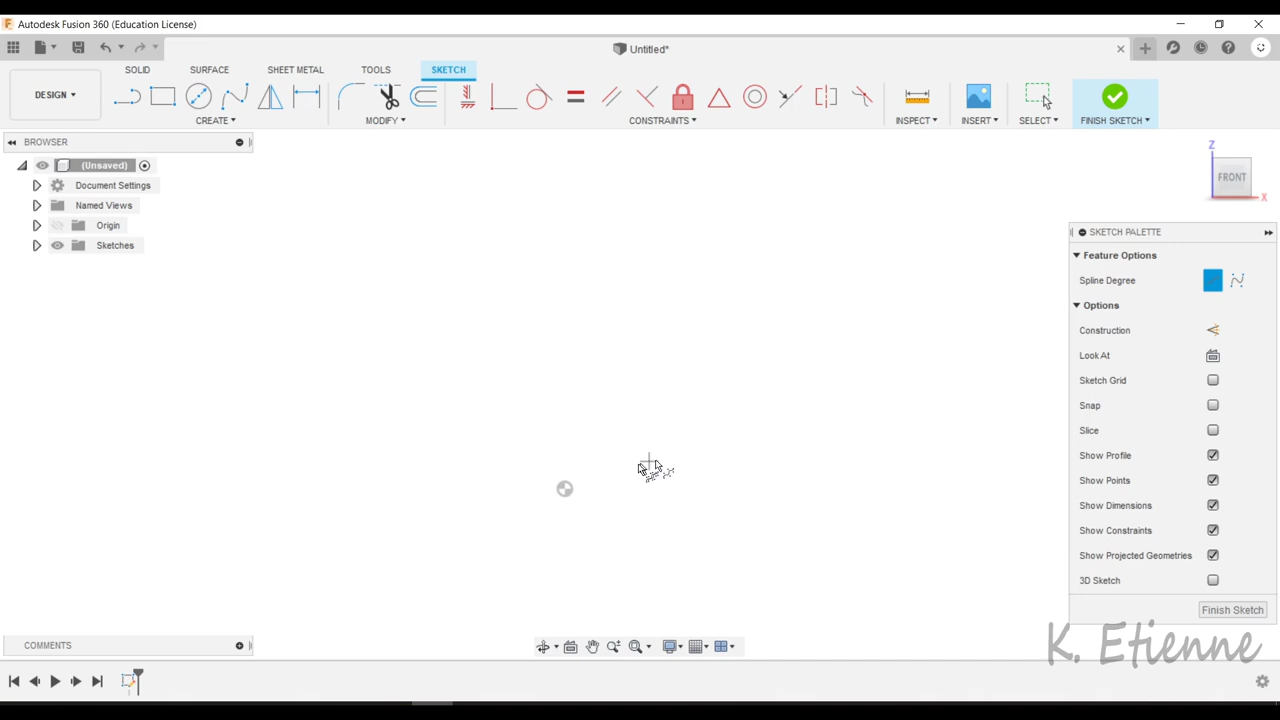 Autodesk Fusion 360 (Education License)
Untitled*
SOLID SURFACE SHEET METAL TOOLS SKETCH
DESIGN
CREATE MODIFY CONSTRAINTS INSPECT INSERT SELECT FINISH SKETCH
BROWSER
(Unsaved)
Document Settings
Named Views
Origin
Sketches
Z
FRONT
X
SKETCH PALETTE
Feature Options
Spline Degree
Options
Construction
Look At
Sketch Grid
Snap
Slice
Show Profile
Show Points
Show Dimensions
Show Constraints
Show Projected Geometries
3D Sketch
Finish Sketch
COMMENTS
K. Etienne